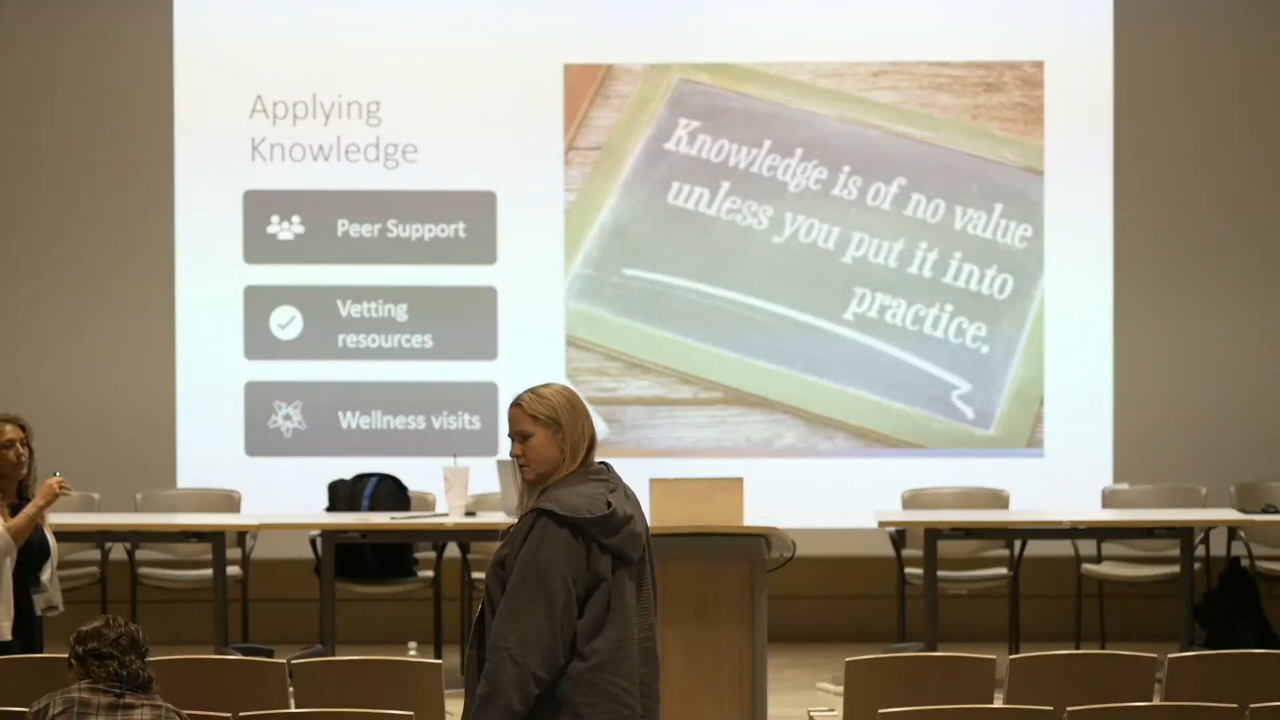 Applying
Knowledge
Peer Support
Vetting
resources
Wellness visits
Knowledge is of no value
unless you put it into
practice.